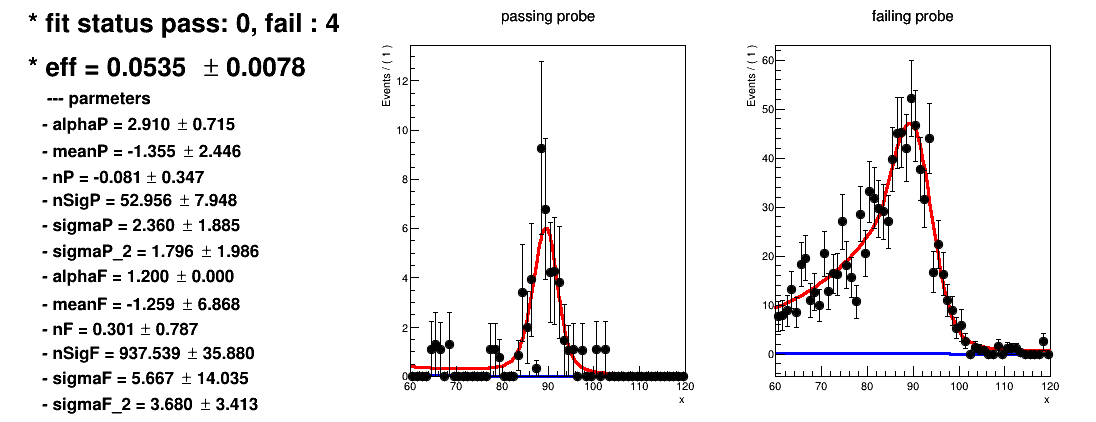 * fit status pass: 0, fail : 4
* eff = 0.0535 ± 0.0078
--- parmeters
- alphaP = 2.910 ± 0.715
- meanP = -1.355 ± 2.446
- nP = -0.081 ± 0.347
- nSigP = 52.956 ± 7.948
- sigmaP = 2.360 ± 1.885
- sigmaP_2 = 1.796 ± 1.986
- alphaF = 1.200 ± 0.000
- meanF = -1.259 ± 6.868
- nF = 0.301 ± 0.787
- nSigF = 937.539 ± 35.880
- sigmaF = 5.667 ± 14.035
- sigmaF_2 = 3.680 ± 3.413
passing probe
Events / ( 1 )
12
10
8
6
4
2
0
60 70 80 90 100 110 120
x
failing probe
Events / ( 1 )
60
50
40
30
20
10
0
60 70 80 90 100 110 120
x